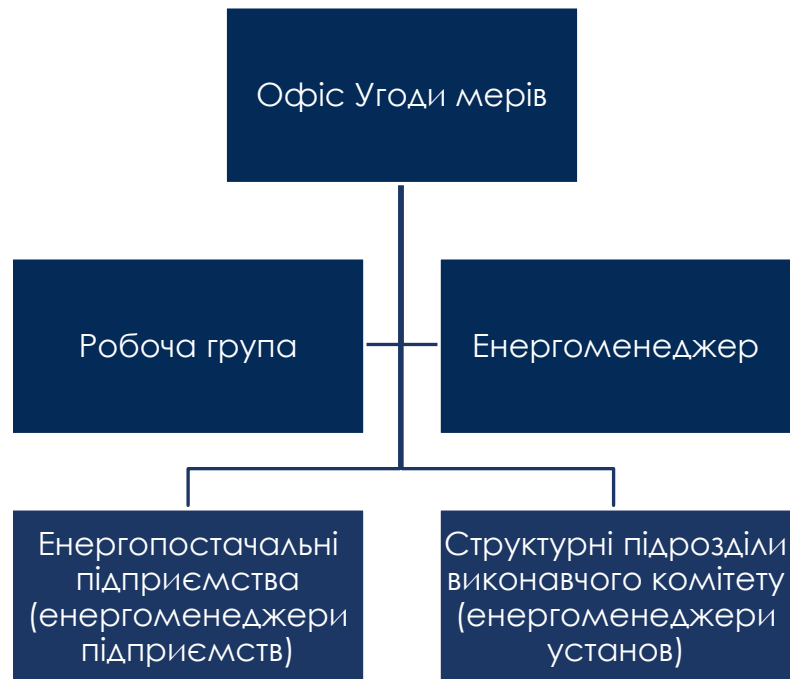 Офіс Угоди мерів
Робоча група
Енергоменеджер
Енергопостачальні
підприємства
(енергоменеджери
підприємств)
Структурні підрозділи
виконавчого комітету
(енергоменеджери
установ)